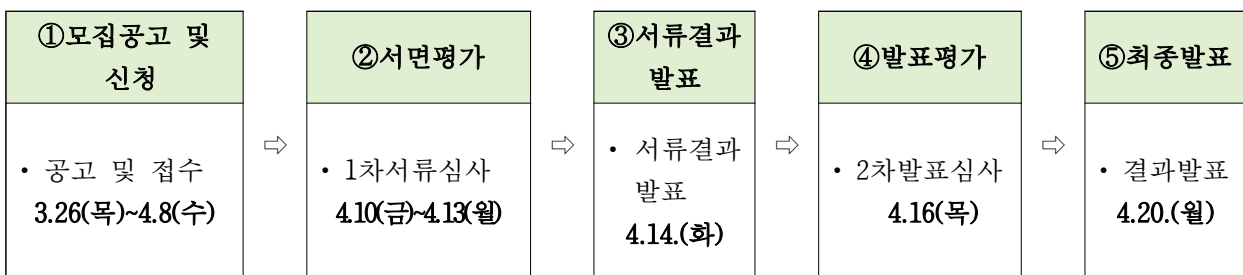 ①모집공고 및
신청
②서면평가
③서류결과
발표
④발표평가
⑤최종발표
• 공고 및 접수
3.26(목)~4.8(수)
⇨
• 1차서류심사
4.10(금)~4.13(월)
⇨
• 서류결과
발표
4.14.(화)
⇨
• 2차발표심사
4.16(목)
⇨
• 결과발표
4.20.(월)